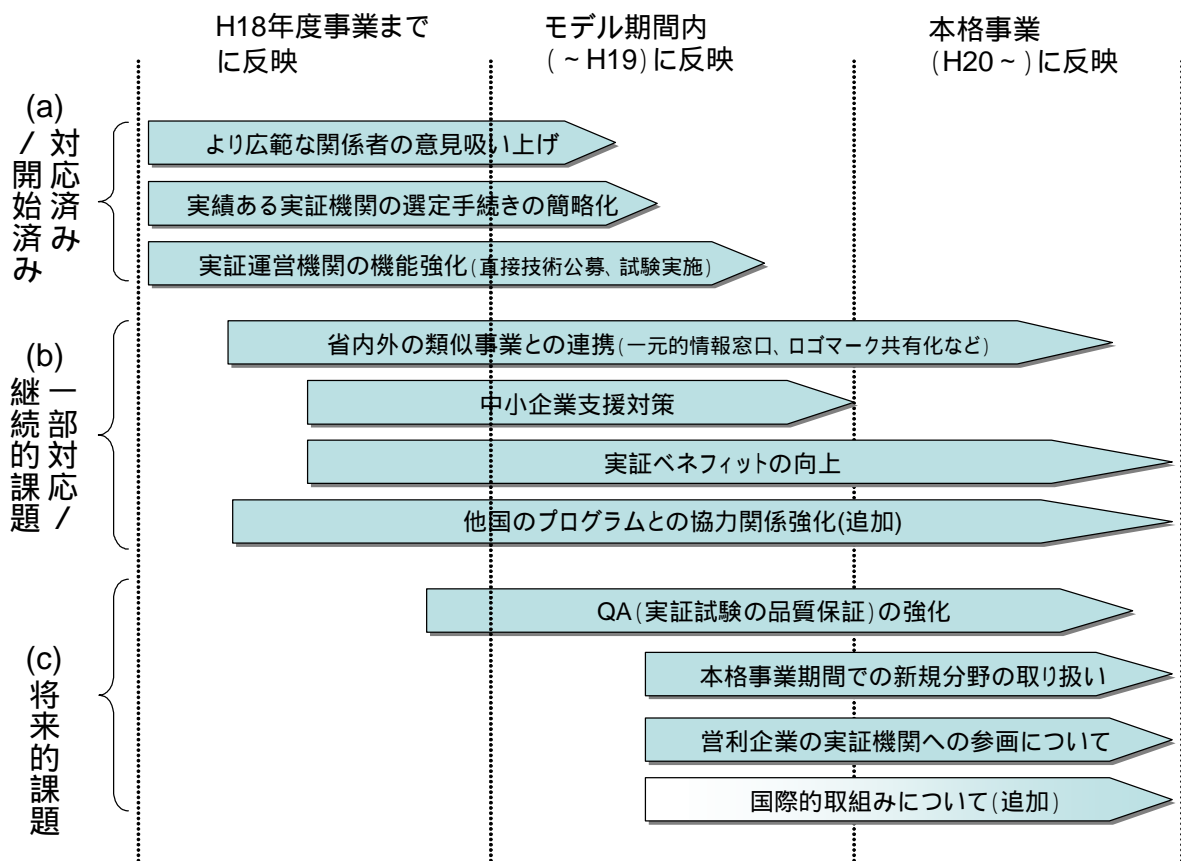 H18年度事業まで
に反映
モデル期間内
(~H19)に反映
本格事業
(H20~)に反映
(a)
対応済み
/開始済み
より広範な関係者の意見吸い上げ
実績ある実証機関の選定手続きの簡略化
実証運営機関の機能強化(直接技術公募、試験実施)
(b)
一部対応/
継続的課題
省内外の類似事業との連携(一元的情報窓口、ロゴマーク共有化など)
中小企業支援対策
実証ベネフィットの向上
他国のプログラムとの協力関係強化(追加)
(c)
将来的課題
QA(実証試験の品質保証)の強化
本格事業期間での新規分野の取り扱い
営利企業の実証機関への参画について
国際的取組みについて(追加)